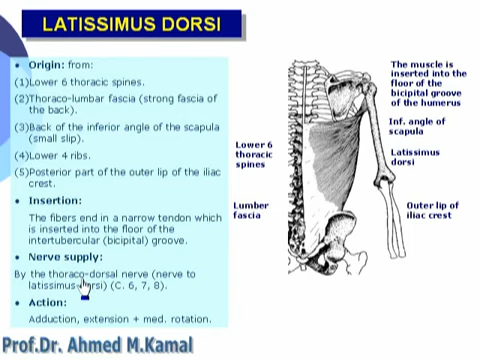 LATISSIMUS DORSI
• Origin: from:
(1)Lower 6 thoracic spines.
(2)Thoraco-lumbar fascia (strong fascia of
the back).
(3)Back of the inferior angle of the scapula
(small slip).
(4)Lower 4 ribs.
(5)Posterior part of the outer lip of the iliac
crest.
• Insertion:
The fibers end in a narrow tendon which
is inserted into the floor of the
intertubercular (bicipital) groove.
• Nerve supply:
By the thoraco-dorsal nerve (nerve to
latissimus-dorsi) (C. 6, 7, 8).
• Action:
Adduction, extension + med. rotation.
The muscle is
inserted into the
floor of the
bicipital groove
of the humerus
Inf. angle of
scapula
Lower 6
thoracic
spines
Latissimus
dorsi
Lumber
fascia
Outer lip of
iliac crest
Prof.Dr. Ahmed M.Kamal